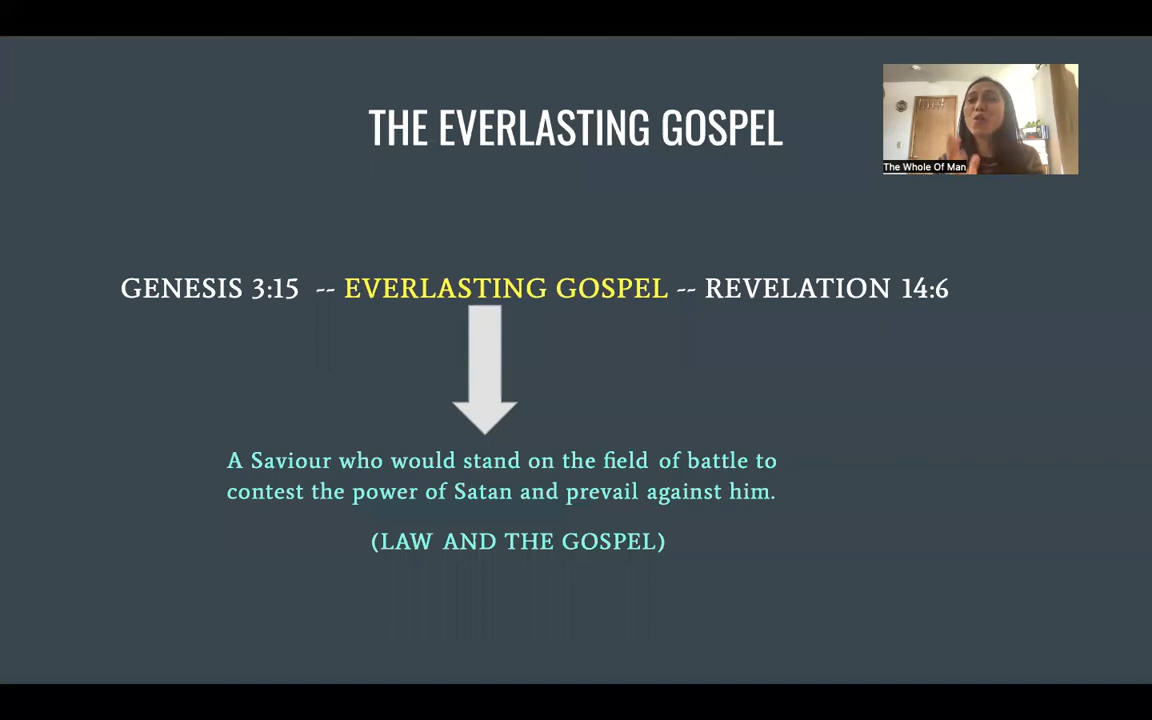 THE EVERLASTING GOSPEL
The Whole Of Man
GENESIS 3:15 -- EVERLASTING GOSPEL -- REVELATION 14:6
A Saviour who would stand on the field of battle to
contest the power of Satan and prevail against him.
(LAW AND THE GOSPEL)